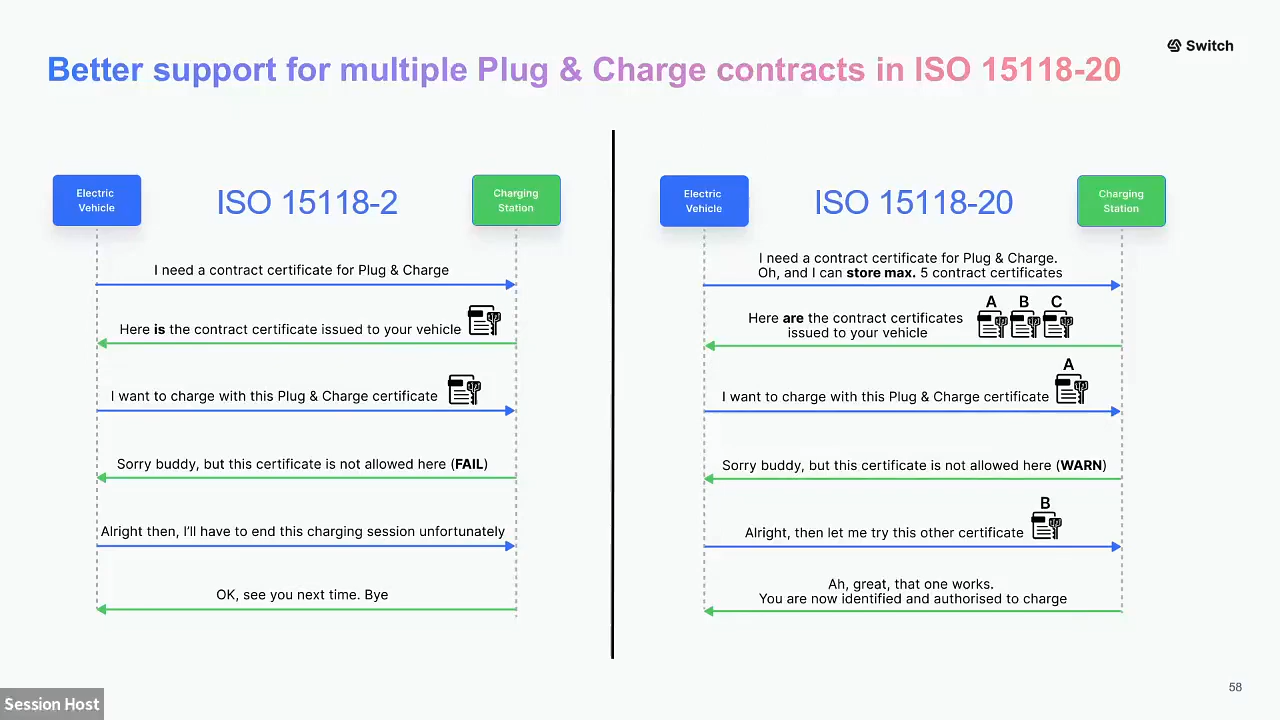 Switch
Better support for multiple Plug & Charge contracts in ISO 15118-20
Electric
Vehicle
ISO 15118-2
Charging
Station
I need a contract certificate for Plug & Charge
Here is the contract certificate issued to your vehicle
I want to charge with this Plug & Charge certificate
Sorry buddy, but this certificate is not allowed here (FAIL)
Alright then, I'll have to end this charging session unfortunately
OK, see you next time. Bye
Electric
Vehicle
ISO 15118-20
Charging
Station
I need a contract certificate for Plug & Charge.
Oh, and I can store max. 5 contract certificates
A B C
Here are the contract certificates
issued to your vehicle
A
I want to charge with this Plug & Charge certificate
Sorry buddy, but this certificate is not allowed here (WARN)
B
Alright, then let me try this other certificate
Ah, great, that one works.
You are now identified and authorised to charge
58
Session Host